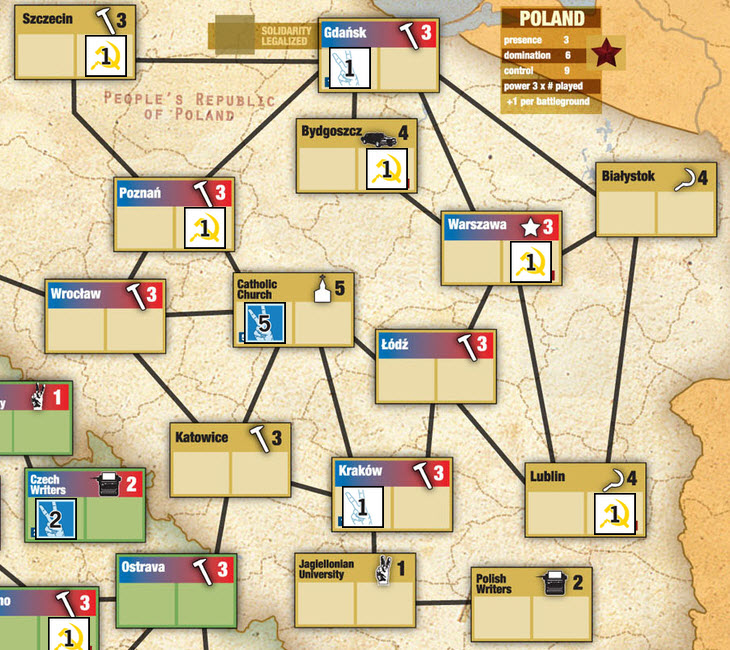 Szczecin 3
1
SOLIDARITY
LEGALIZED
Gdańsk 3
1
POLAND
presence 3
domination 6
control 9
power 3 x # played
+1 per battleground
PEOPLE'S REPUBLIC
OF POLAND
Bydgoszcz 4
1
Białystok 4
Poznań 3
1
Warszawa 3
1
Wrocław 3
Catholic
Church 5
5
Łódź 3
y 1
Katowice 3
Kraków 3
1
Lublin 4
1
Czech
Writers 2
2
Ostrava 3
Jagiellonian
University 1
Polish
Writers 2
no 3
1